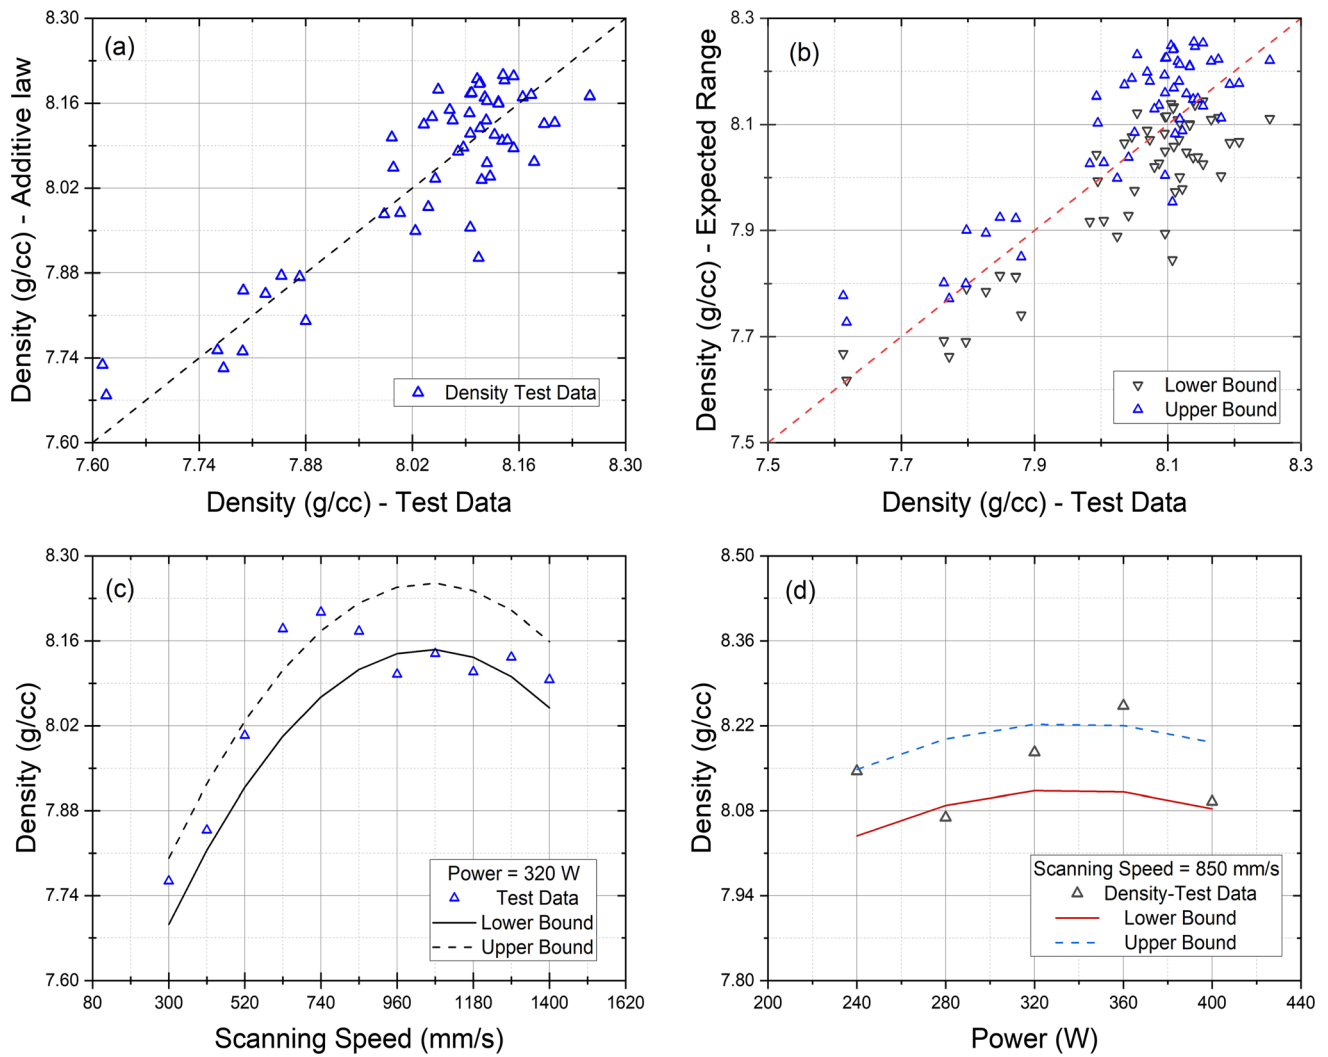 (a)
8.30
8.16
8.02
7.88
7.74
7.60
Density (g/cc) - Additive law
Density Test Data
7.60 7.74 7.88 8.02 8.16 8.30
Density (g/cc) - Test Data
(b)
8.3
8.1
7.9
7.7
7.5
Density (g/cc) - Expected Range
Lower Bound
Upper Bound
7.5 7.7 7.9 8.1 8.3
Density (g/cc) - Test Data
(c)
8.30
8.16
8.02
7.88
7.74
7.60
Density (g/cc)
Power = 320 W
Test Data
Lower Bound
Upper Bound
80 300 520 740 960 1180 1400 1620
Scanning Speed (mm/s)
(d)
8.50
8.36
8.22
8.08
7.94
7.80
Density (g/cc)
Scanning Speed = 850 mm/s
Density-Test Data
Lower Bound
Upper Bound
200 240 280 320 360 400 440
Power (W)